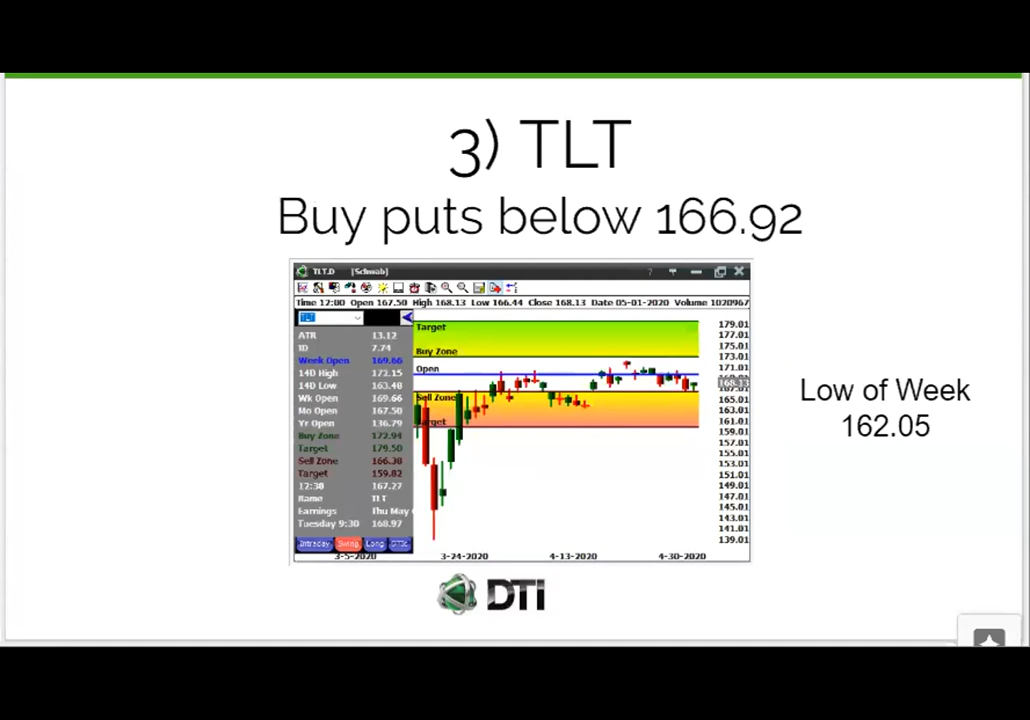 3) TLT
Buy puts below 166.92
TLT.D [Schwab]
Time 12:00 Open 167.50 High 168.13 Low 166.44 Close 168.13 Date 05-01-2020 Volume 1020967
TLT
ATR 13.12
ID 7.74
Week Open 169.66
14D High 172.15
14D Low 163.40
Wk Open 169.66
Mo Open 167.50
Yr Open 136.79
Buy Zone 172.94
Target 179.50
Sell Zone 166.38
Target 159.82
12:30 167.27
Name TLT
Earnings Thu May
Tuesday 9:30 168.97
Intraday Swing Long
Target
Buy Zone
Open
Sell Zone
Target
179.01
177.01
175.01
173.01
171.01
168.13
165.01
163.01
161.01
159.01
157.01
155.01
153.01
151.01
149.01
147.01
145.01
143.01
141.01
139.01
3-5-2020 3-24-2020 4-13-2020 4-30-2020
Low of Week
162.05
DTI